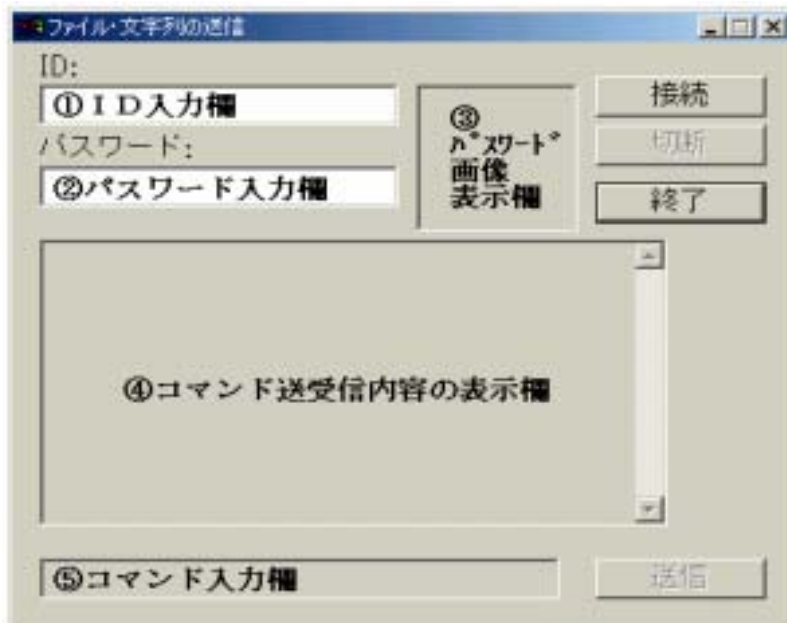 ファイル・文字列の送信
ID:
①ＩＤ入力欄
パスワード:
②パスワード入力欄
③
ﾊﾟｽﾜｰﾄﾞ
画像
表示欄
接続
切断
終了
④コマンド送受信内容の表示欄
⑤コマンド入力欄
送信